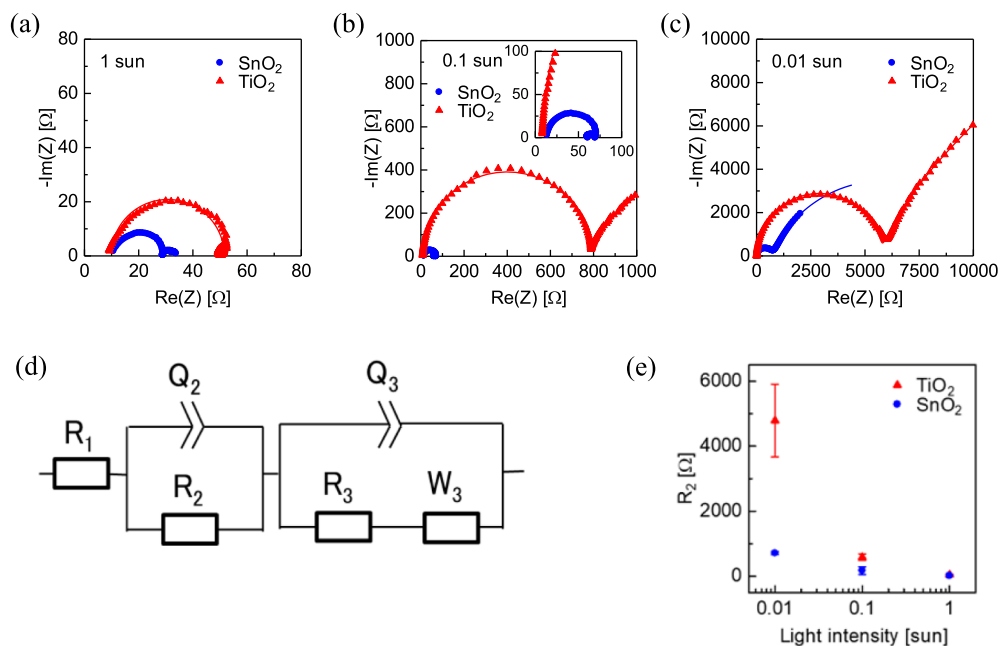 (a)
80
60
40
20
0
-Im(Z) [Ω]
1 sun
SnO₂
TiO₂
0 20 40 60 80
Re(Z) [Ω]
(b)
1000
800
600
400
200
0
-Im(Z) [Ω]
0.1 sun
SnO₂
TiO₂
100
50
0
0 50 100
0 200 400 600 800 1000
Re(Z) [Ω]
(c)
10000
8000
6000
4000
2000
0
-Im(Z) [Ω]
0.01 sun
SnO₂
TiO₂
0 2500 5000 7500 10000
Re(Z) [Ω]
(d)
Q₂
Q₃
R₁
R₂
R₃
W₃
(e)
6000
4000
2000
0
R₂ [Ω]
TiO₂
SnO₂
0.01 0.1 1
Light intensity [sun]